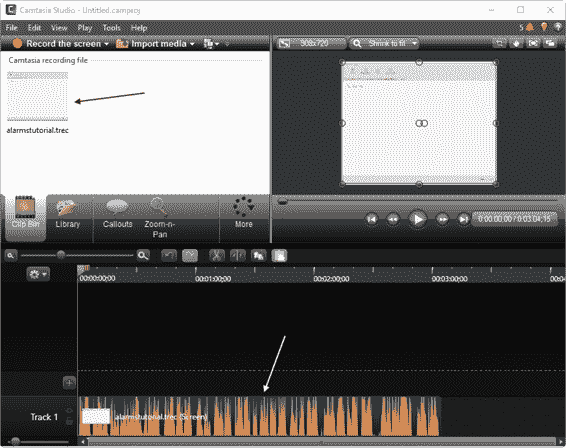 Camtasia Studio - Untitled.camproj
File Edit View Play Tools Help 5
Record the screen Import media
908x720 Shrink to fit
Camtasia recording file
alarmstutorial.trec
Clip Bin Library Callouts Zoom-n-Pan More
0:00:00;00 / 0:03:04;15
00:00:00;00 00:01:00;00 00:02:00;00 00:03:00;00
Track 1 alarmstutorial.trec (Screen)